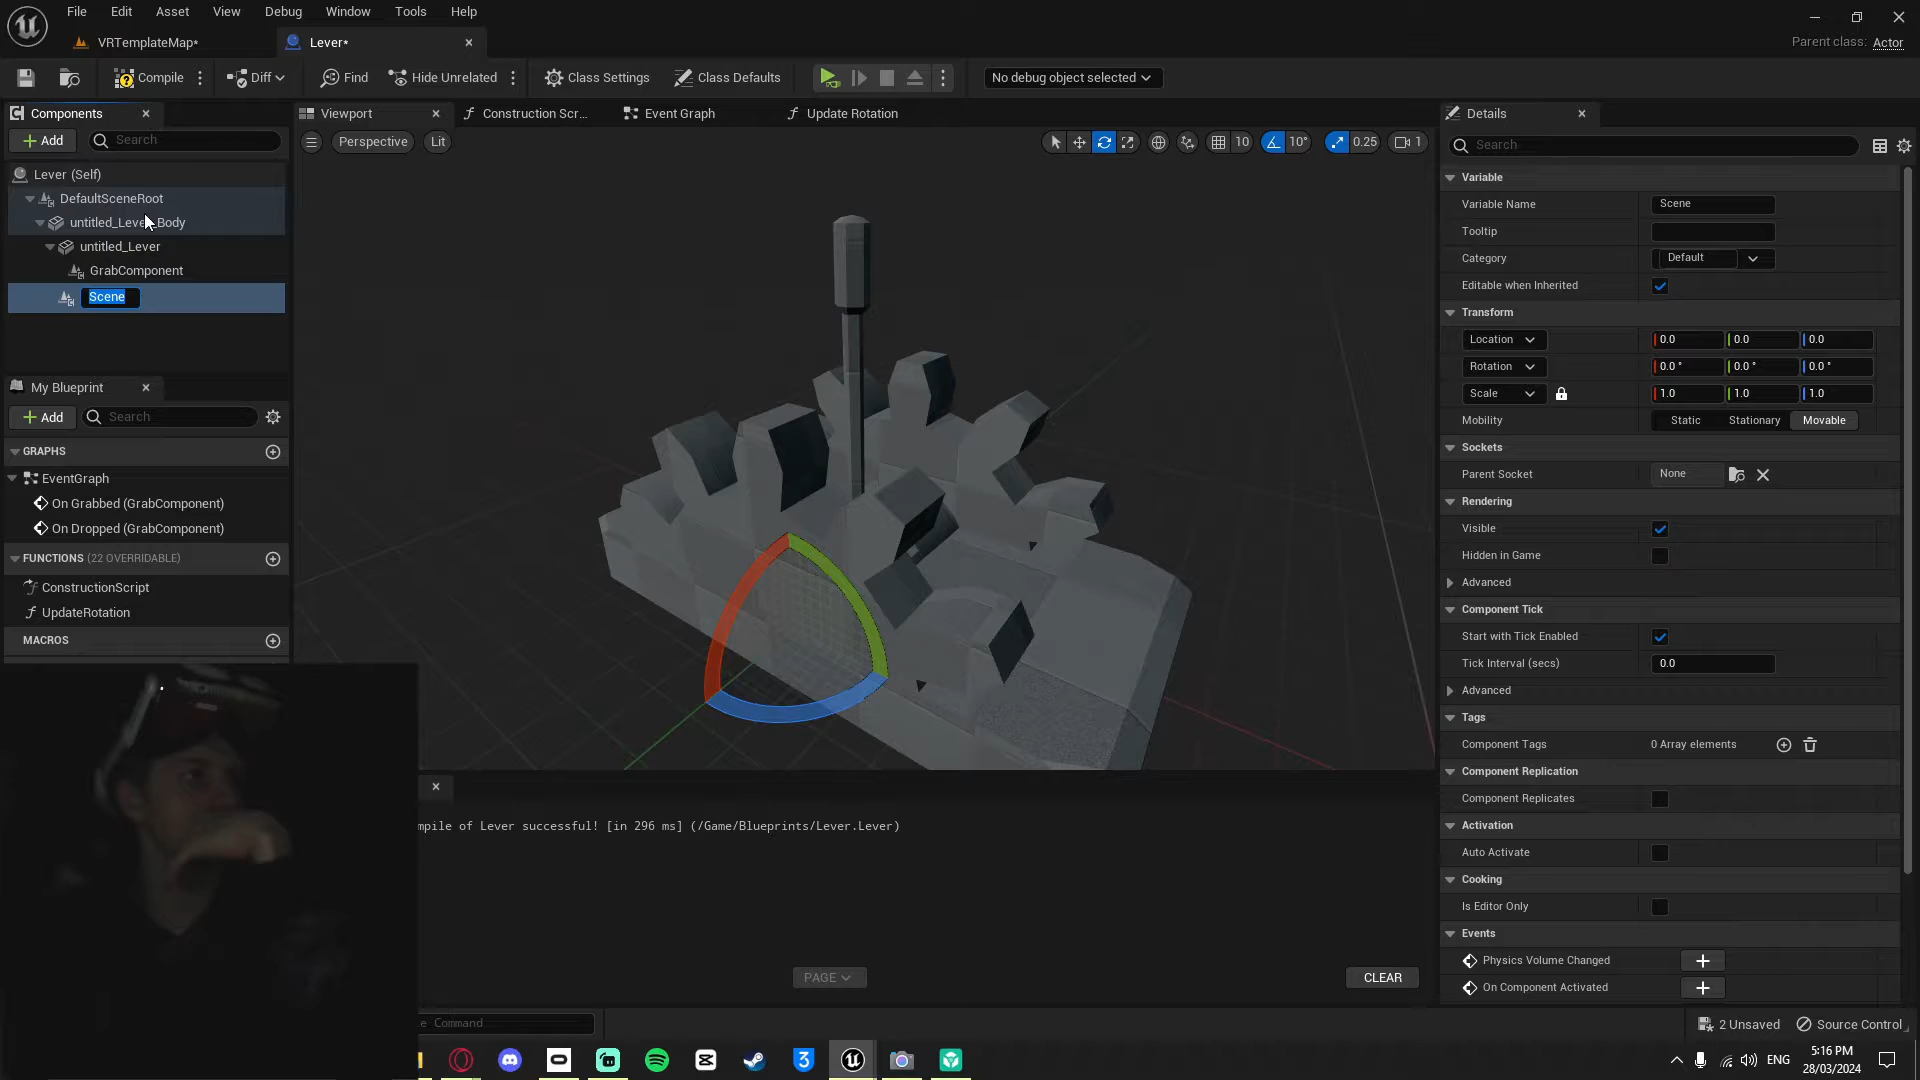 File Edit Asset View Debug Window Tools Help
VRTemplateMap* Lever*
Parent class: Actor
Compile Diff Find Hide Unrelated Class Settings Class Defaults No debug object selected
Components
Add Search
Lever (Self)
DefaultSceneRoot
untitled_Lever_Body
untitled_Lever
GrabComponent
Scene
My Blueprint
Add Search
GRAPHS
EventGraph
On Grabbed (GrabComponent)
On Dropped (GrabComponent)
FUNCTIONS (22 OVERRIDABLE)
ConstructionScript
UpdateRotation
MACROS
Viewport Construction Scr... Event Graph Update Rotation
Perspective Lit
10 10° 0.25 1
mpile of Lever successful! [in 296 ms] (/Game/Blueprints/Lever.Lever)
PAGE CLEAR
e Command
Details
Search
Variable
Variable Name Scene
Tooltip
Category Default
Editable when Inherited
Transform
Location 0.0 0.0 0.0
Rotation 0.0 ° 0.0 ° 0.0 °
Scale 1.0 1.0 1.0
Mobility Static Stationary Movable
Sockets
Parent Socket None
Rendering
Visible
Hidden in Game
Advanced
Component Tick
Start with Tick Enabled
Tick Interval (secs) 0.0
Advanced
Tags
Component Tags 0 Array elements
Component Replication
Component Replicates
Activation
Auto Activate
Cooking
Is Editor Only
Events
Physics Volume Changed
On Component Activated
2 Unsaved Source Control
3
ENG
5:16 PM
28/03/2024